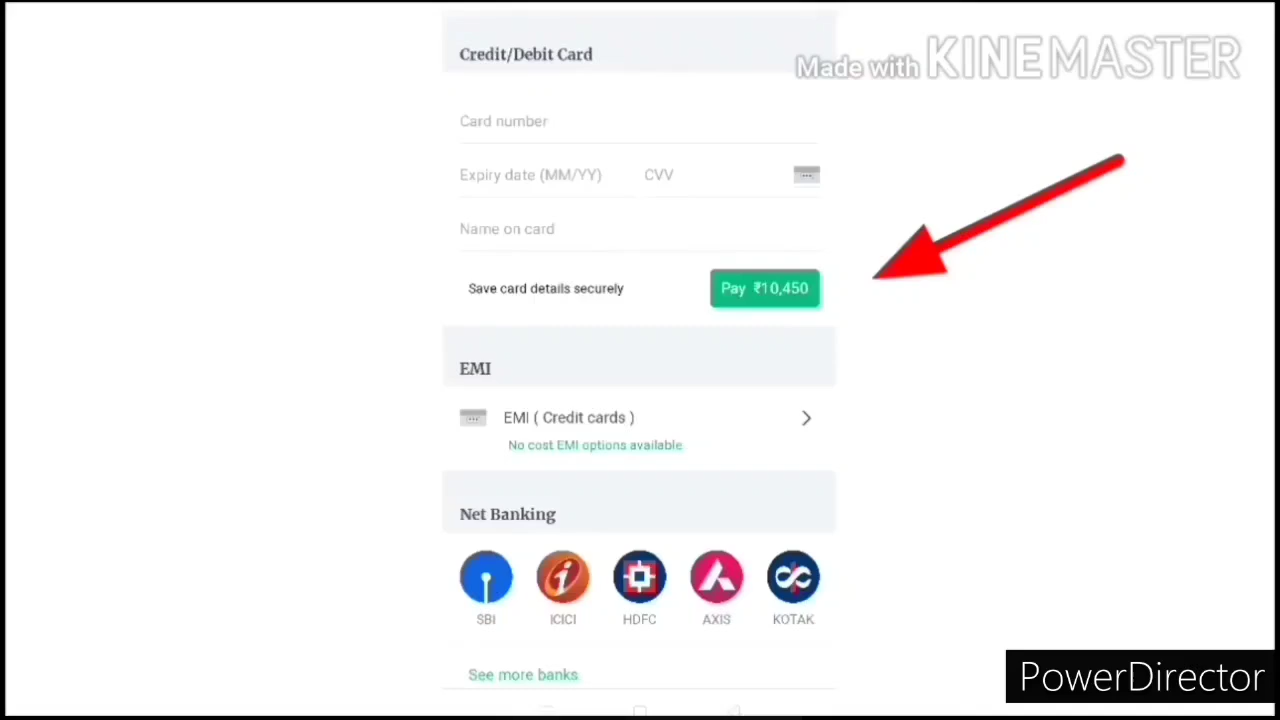 Credit/Debit Card
Made with KINEMASTER
Card number
Expiry date (MM/YY) CVV
Name on card
Save card details securely Pay ₹10,450
EMI
EMI ( Credit cards )
No cost EMI options available
Net Banking
SBI ICICI HDFC AXIS KOTAK
See more banks
PowerDirector